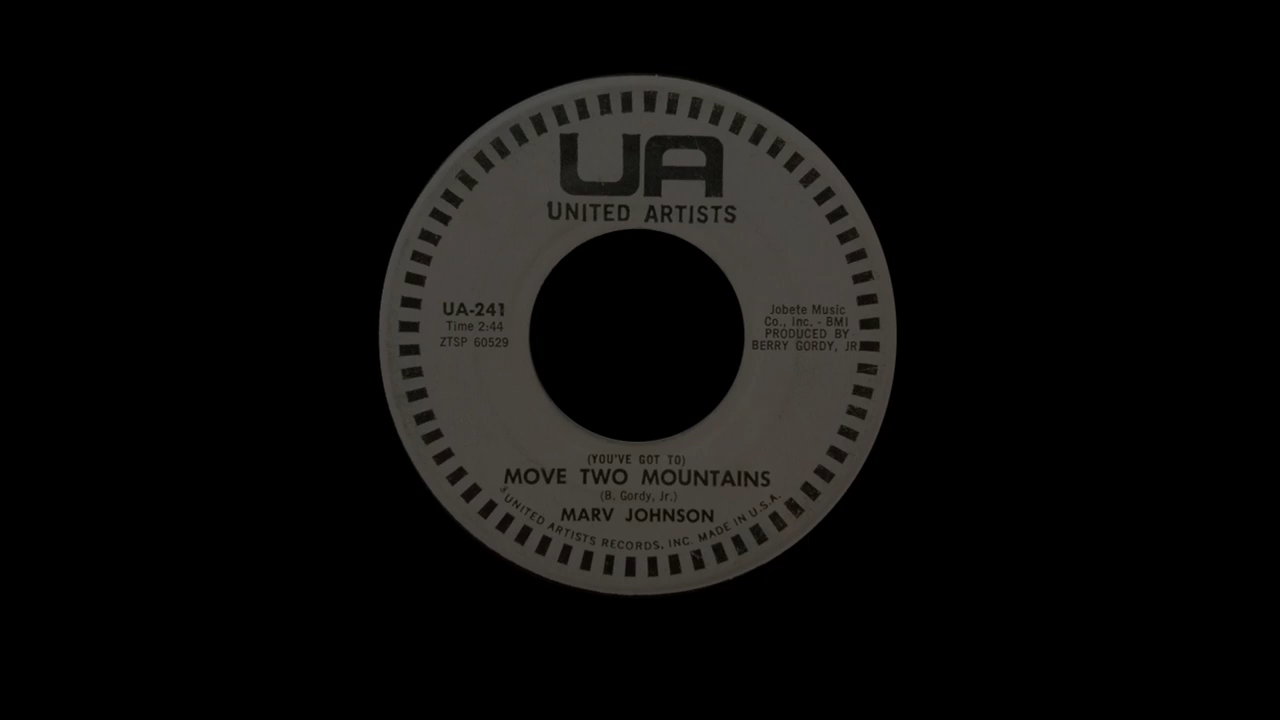 UA
UNITED ARTISTS
UA-241
Time 2:44
ZTSP 60529
Jobete Music
Co., Inc. - BMI
PRODUCED BY
BERRY GORDY, JR.
(YOU'VE GOT TO)
MOVE TWO MOUNTAINS
(B. Gordy, Jr.)
MARV JOHNSON
UNITED ARTISTS RECORDS, INC. MADE IN U.S.A.